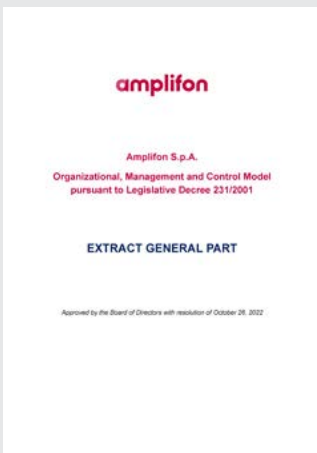 amplifon
Amplifon S.p.A.
Organizational, Management and Control Model
pursuant to Legislative Decree 231/2001
EXTRACT GENERAL PART
Approved by the Board of Directors with resolution of October 26, 2022